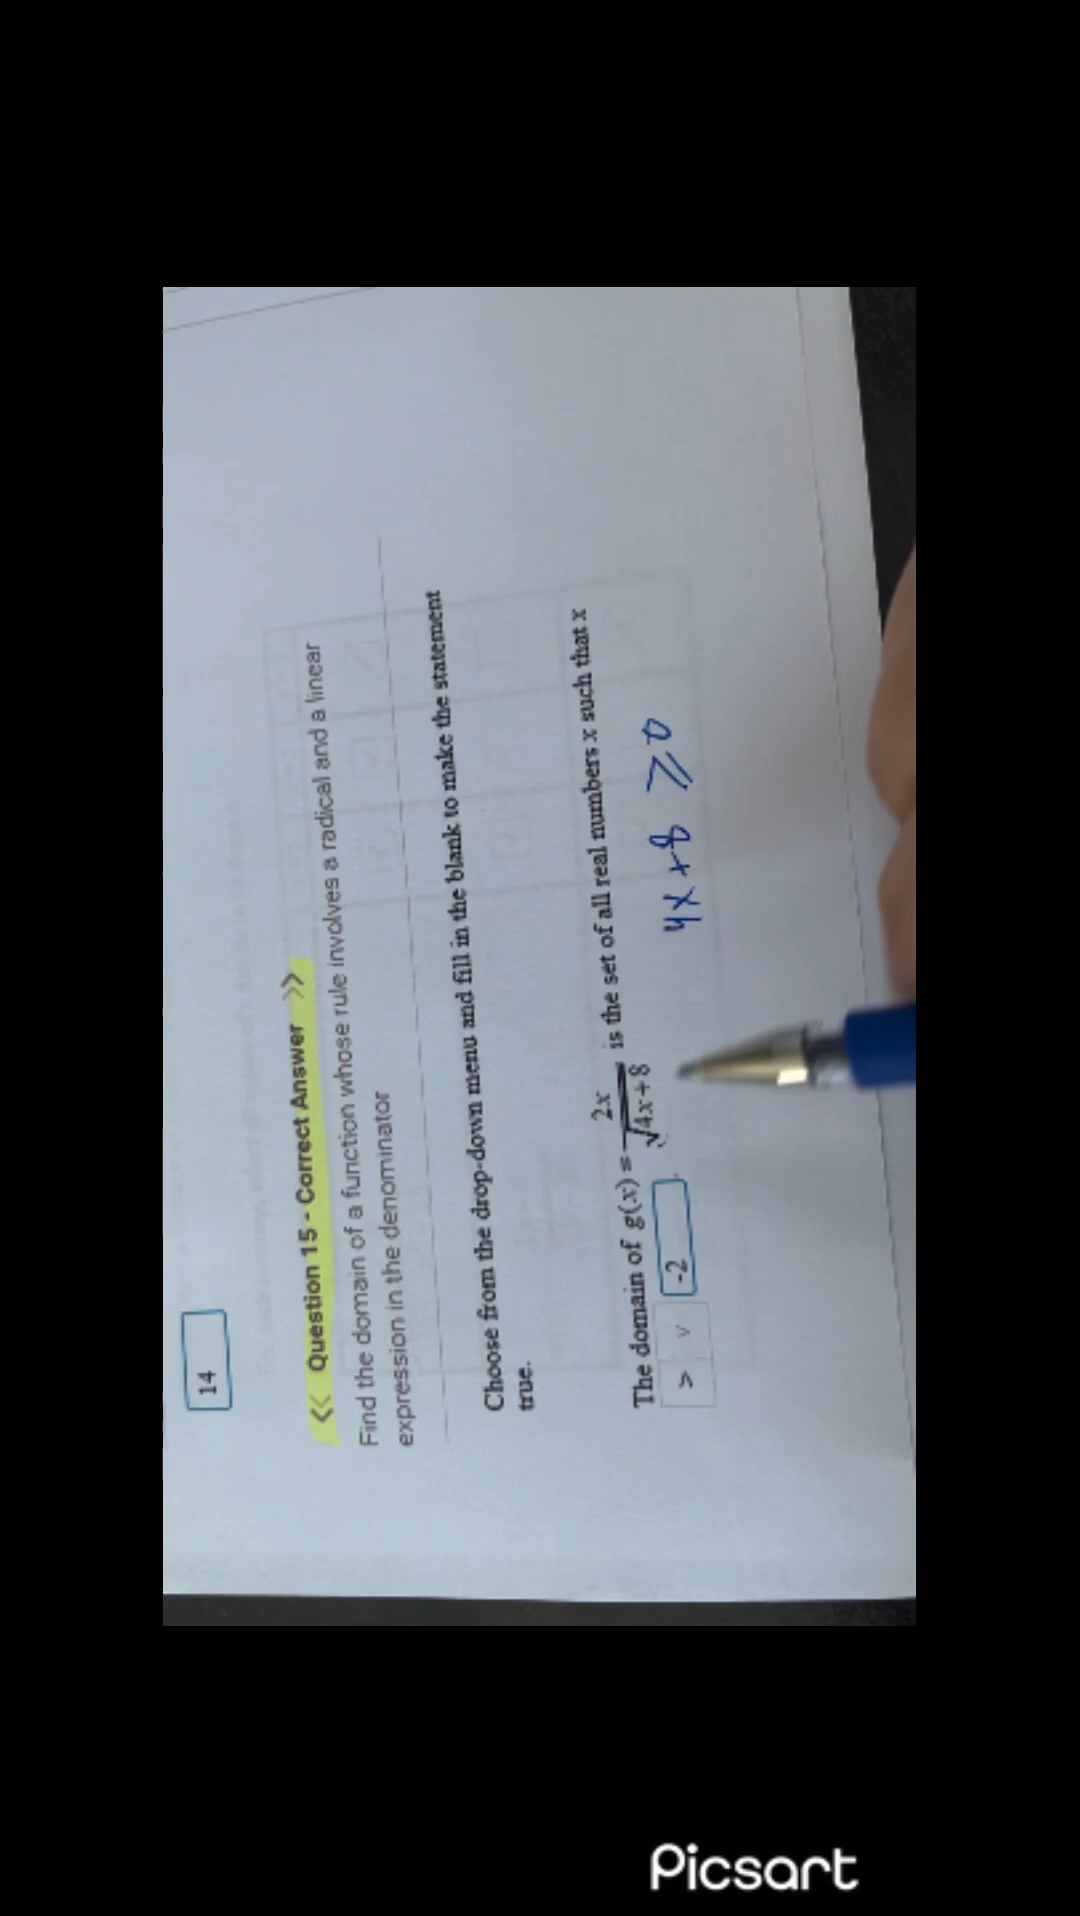 14
<< Question 15 - Correct Answer >>
Find the domain of a function whose rule involves a radical and a linear
expression in the denominator
Choose from the drop-down menu and fill in the blank to make the statement
true.
The domain of g(x) = 2x/√4x+8 is the set of all real numbers x such that x
> v -2 .
4x+8 ≥0
Picsart